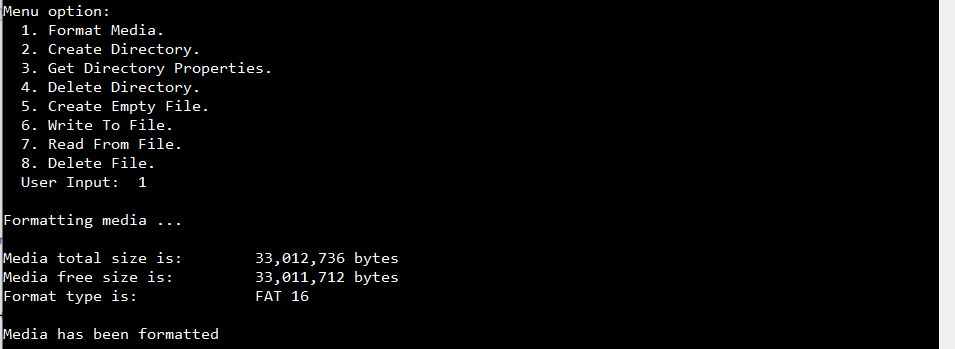 Menu option:
1. Format Media.
2. Create Directory.
3. Get Directory Properties.
4. Delete Directory.
5. Create Empty File.
6. Write To File.
7. Read From File.
8. Delete File.
User Input: 1
Formatting media ...
Media total size is: 33,012,736 bytes
Media free size is: 33,011,712 bytes
Format type is: FAT 16
Media has been formatted